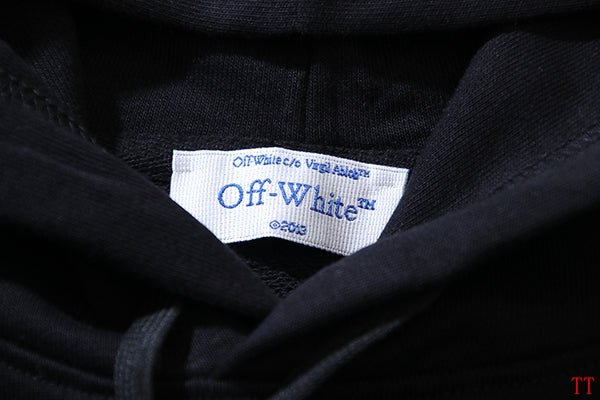 Off-White c/o Virgil Abloh™
Off-White™
©2013
TT